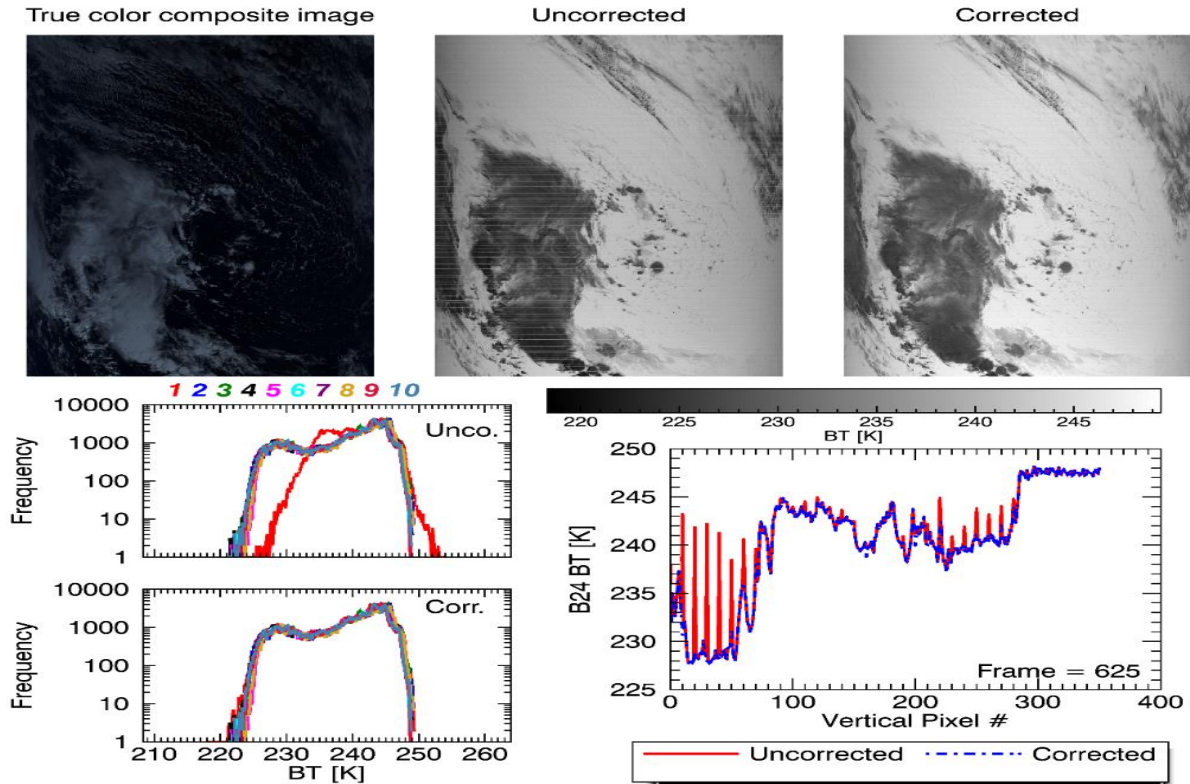 True color composite image
Uncorrected
Corrected
1 2 3 4 5 6 7 8 9 10
10000
1000
100
10
1
Frequency
Unco.
10000
1000
100
10
1
Frequency
Corr.
210 220 230 240 250 260
BT [K]
220 225 230 235 240 245
BT [K]
250
245
240
235
230
225
B24 BT [K]
Frame = 625
0 100 200 300 400
Vertical Pixel #
Uncorrected Corrected